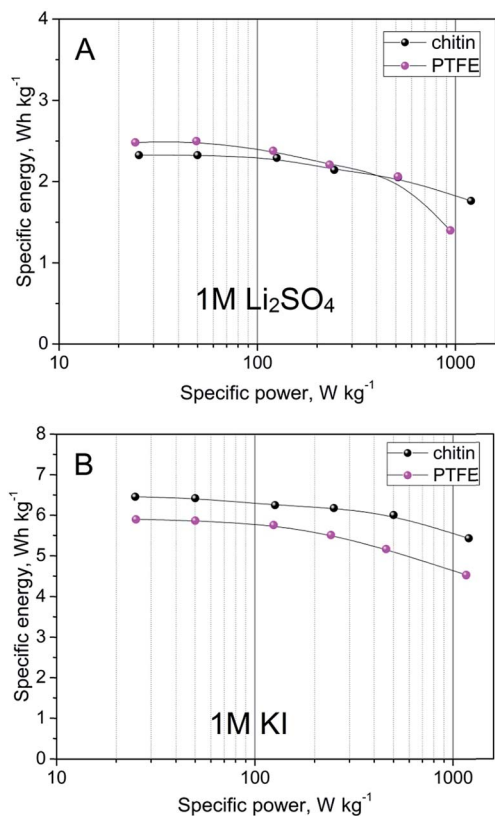 A
chitin
PTFE
4
3
2
1
0
Specific energy, Wh kg⁻¹
1M Li₂SO₄
10
100
1000
Specific power, W kg⁻¹
B
chitin
PTFE
8
7
6
5
4
3
2
1
0
Specific energy, Wh kg⁻¹
1M KI
10
100
1000
Specific power, W kg⁻¹